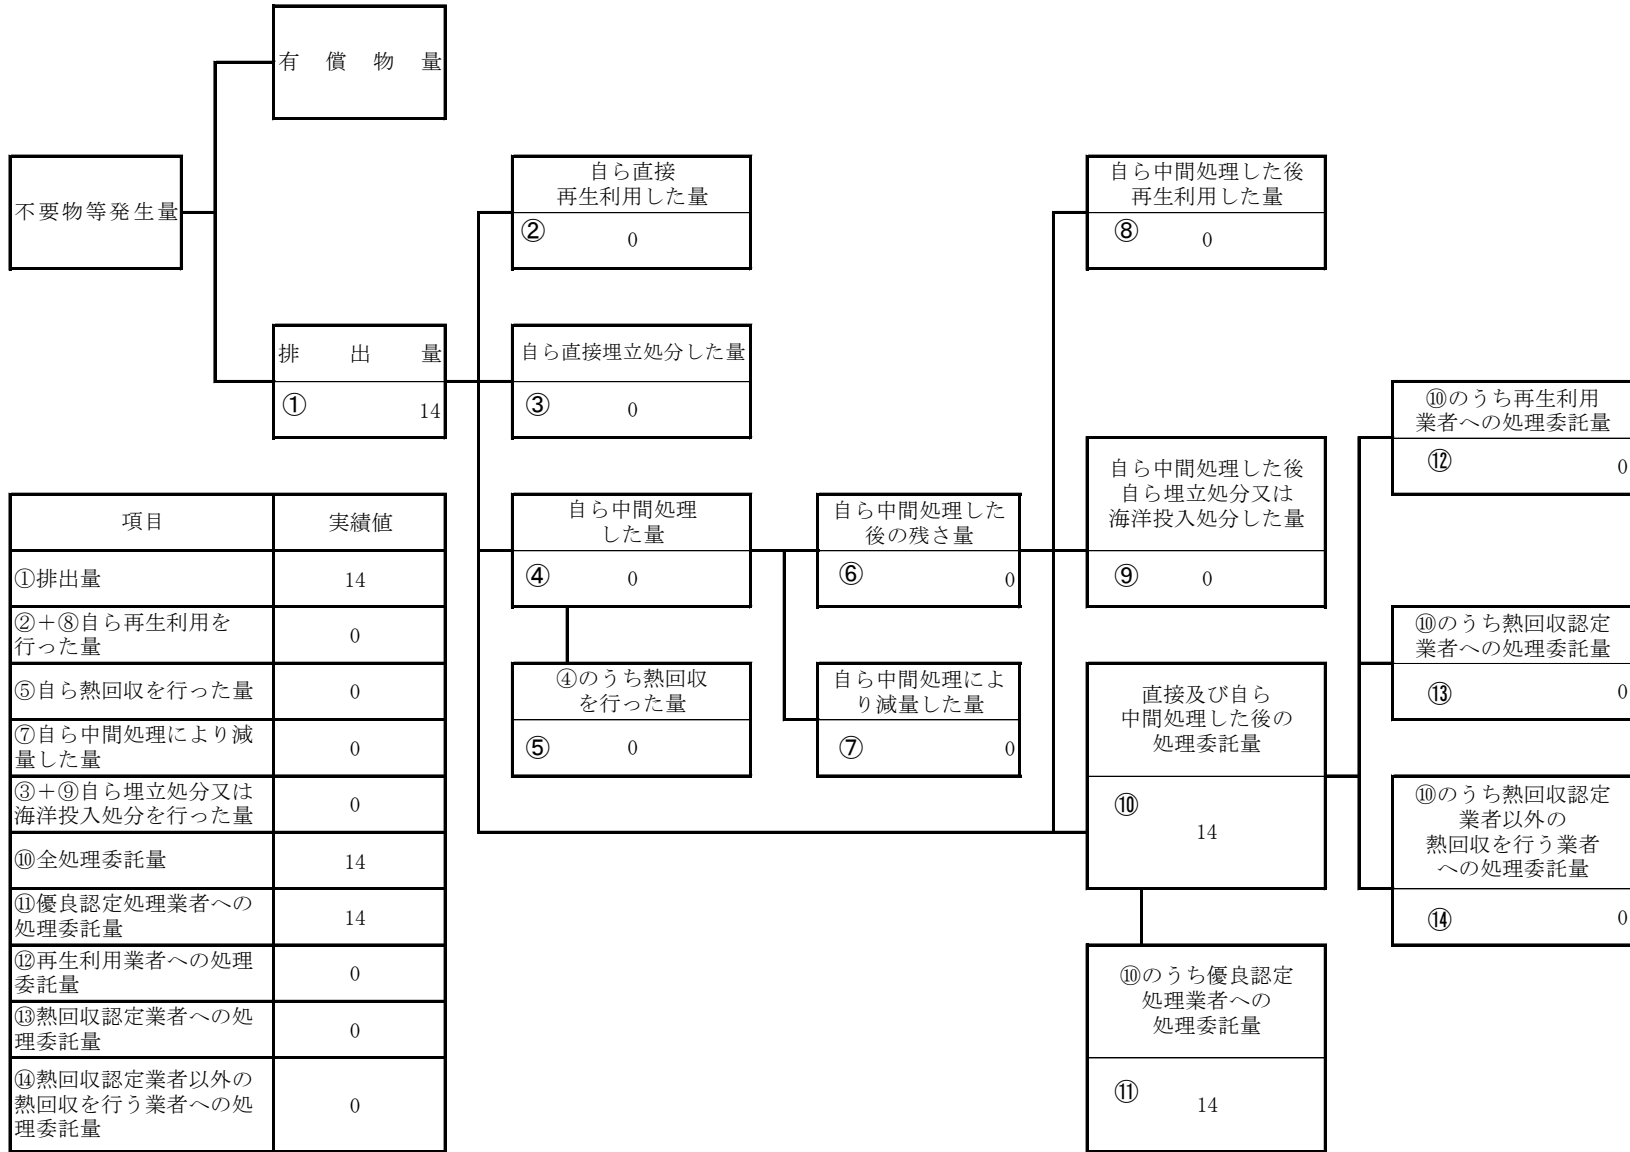 有償物量
不要物等発生量
排出量
① 14
自ら直接
再生利用した量
② 0
自ら直接埋立処分した量
③ 0
自ら中間処理
した量
④ 0
④のうち熱回収
を行った量
⑤ 0
自ら中間処理した
後の残さ量
⑥ 0
自ら中間処理によ
り減量した量
⑦ 0
自ら中間処理した後
再生利用した量
⑧ 0
自ら中間処理した後
自ら埋立処分又は
海洋投入処分した量
⑨ 0
直接及び自ら
中間処理した後の
処理委託量
⑩
14
⑩のうち優良認定
処理業者への
処理委託量
⑪ 14
⑩のうち再生利用
業者への処理委託量
⑫ 0
⑩のうち熱回収認定
業者への処理委託量
⑬ 0
⑩のうち熱回収認定
業者以外の
熱回収を行う業者
への処理委託量
⑭ 0
項目 実績値
①排出量 14
②+⑧自ら再生利用を
行った量 0
⑤自ら熱回収を行った量 0
⑦自ら中間処理により減
量した量 0
③+⑨自ら埋立処分又は
海洋投入処分を行った量 0
⑩全処理委託量 14
⑪優良認定処理業者への
処理委託量 14
⑫再生利用業者への処理
委託量 0
⑬熱回収認定業者への処
理委託量 0
⑭熱回収認定業者以外の
熱回収を行う業者への処 0
理委託量